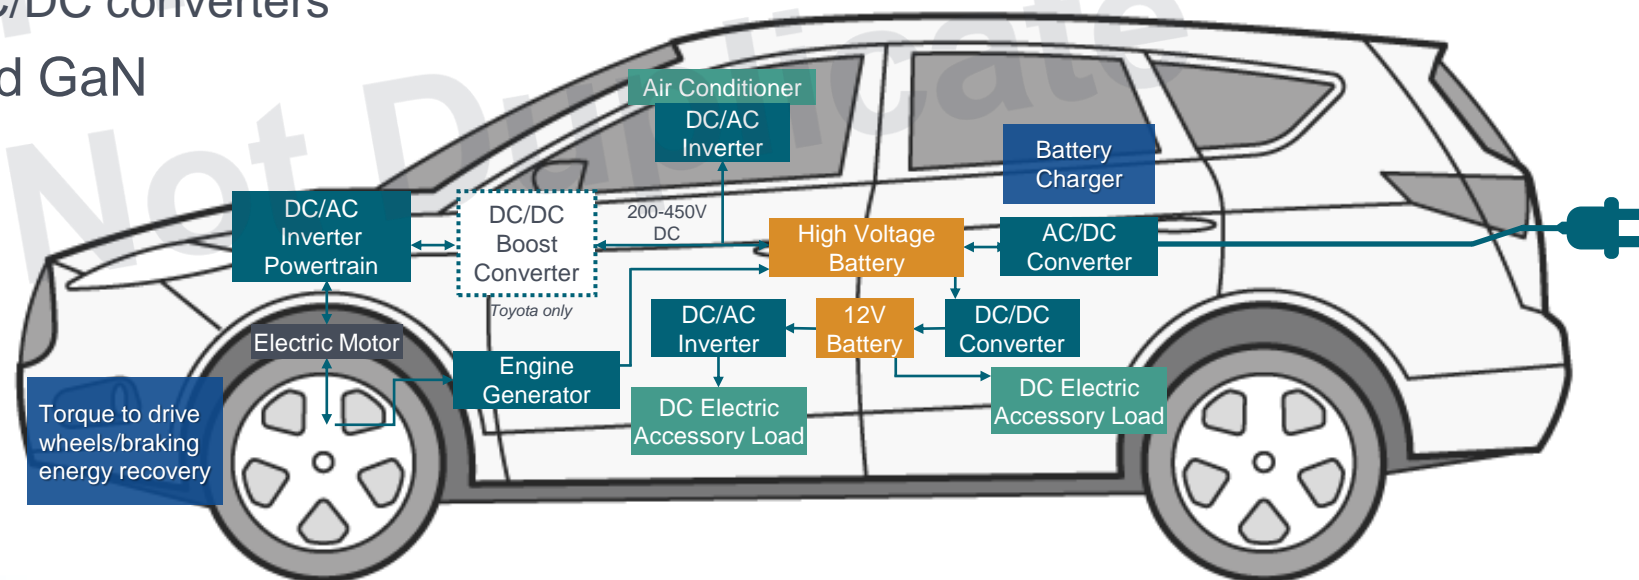 C/DC converters
d GaN
Not Duplicate
Air Conditioner
DC/AC
Inverter
Battery
Charger
DC/AC
Inverter
Powertrain
DC/DC
Boost
Converter
Toyota only
200-450V
DC
High Voltage
Battery
AC/DC
Converter
DC/AC
Inverter
12V
Battery
DC/DC
Converter
Electric Motor
Engine
Generator
DC Electric
Accessory Load
DC Electric
Accessory Load
Torque to drive
wheels/braking
energy recovery